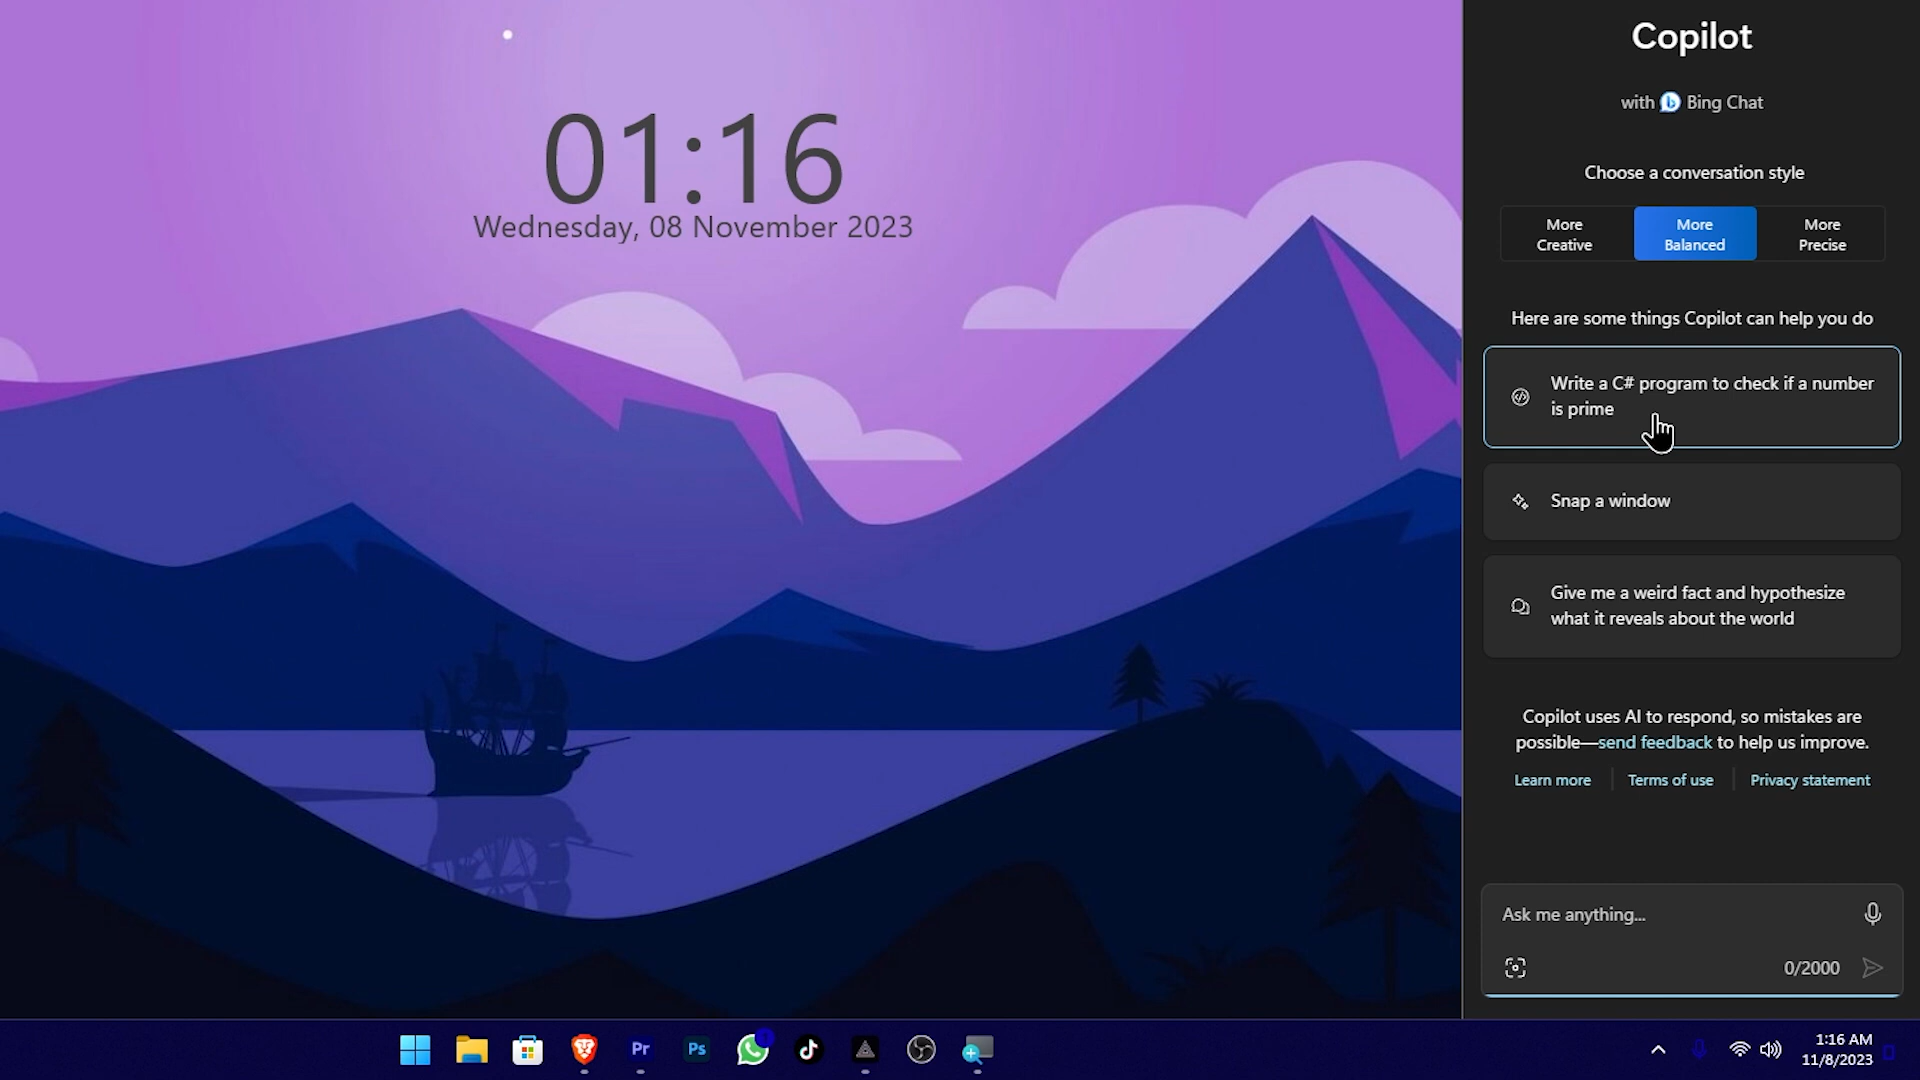 01:16
Wednesday, 08 November 2023
Copilot
with Bing Chat
Choose a conversation style
More
Creative
More
Balanced
More
Precise
Here are some things Copilot can help you do
Write a C# program to check if a number
is prime
Snap a window
Give me a weird fact and hypothesize
what it reveals about the world
Copilot uses AI to respond, so mistakes are
possible—send feedback to help us improve.
Learn more
Terms of use
Privacy statement
Ask me anything...
0/2000
Pr
Ps
1:16 AM
11/8/2023